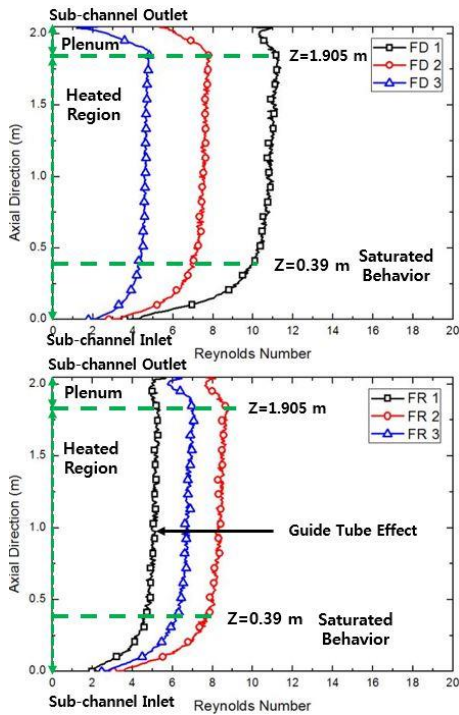 Sub-channel Outlet
2.0
Plenum
Z=1.905 m
FD 1
FD 2
FD 3
Heated
Region
1.5
Axial Direction (m)
1.0
0.5
Z=0.39 m
Saturated
Behavior
0.0
0 2 4 6 8 10 12 14 16 18 20
Sub-channel Inlet
Reynolds Number
Sub-channel Outlet
2.0
Plenum
Z=1.905 m
FR 1
FR 2
FR 3
Heated
Region
1.5
Axial Direction (m)
1.0
Guide Tube Effect
0.5
Z=0.39 m
Saturated
Behavior
0.0
0 2 4 6 8 10 12 14 16 18 20
Sub-channel Inlet
Reynolds Number